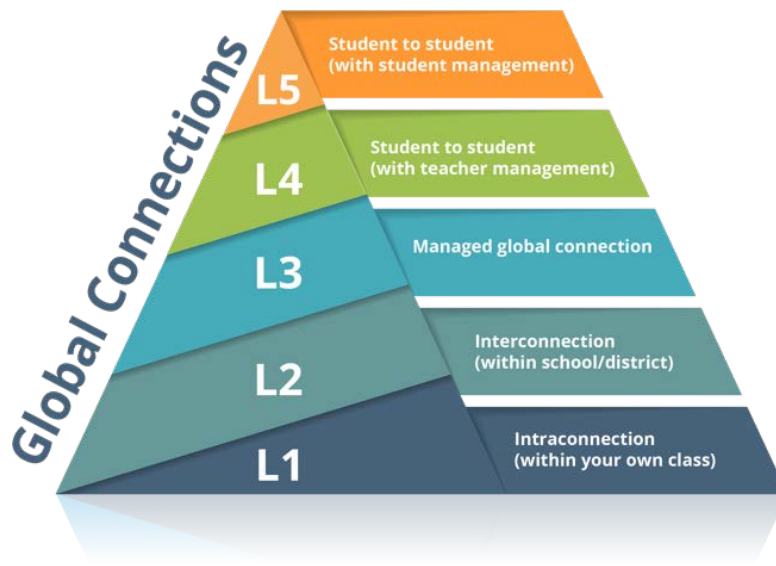 Global Connections
L5
Student to student
(with student management)
L4
Student to student
(with teacher management)
L3
Managed global connection
L2
Interconnection
(within school/district)
L1
Intraconnection
(within your own class)